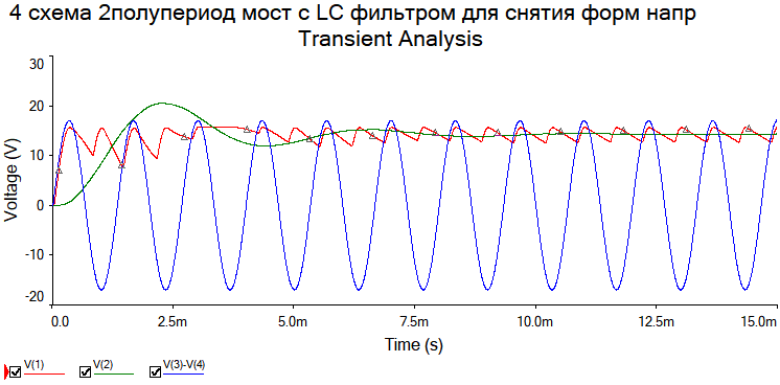 4 схема 2полупериод мост с LC фильтром для снятия форм напр
Transient Analysis
30
20
10
0
-10
-20
Voltage (V)
0.0 2.5m 5.0m 7.5m 10.0m 12.5m 15.0m
Time (s)
V(1) V(2) V(3)-V(4)